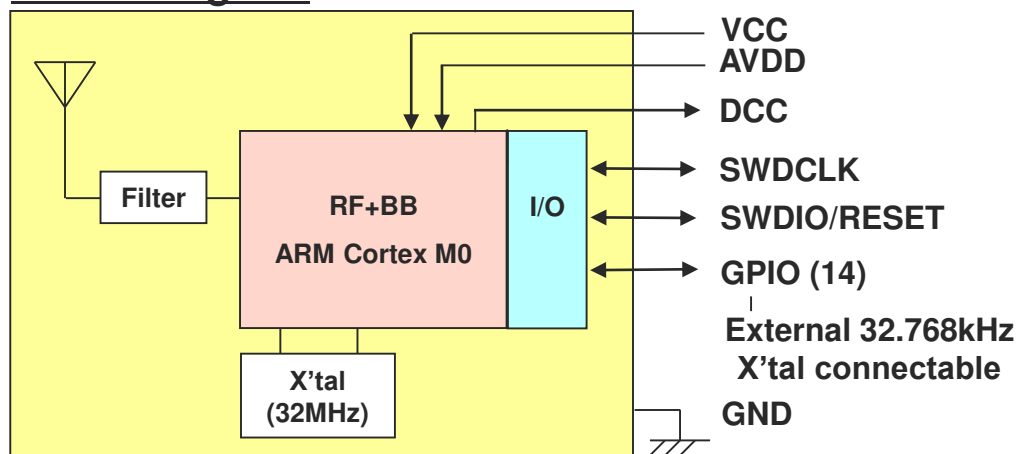 VCC
AVDD
DCC
Filter
RF+BB
ARM Cortex M0
I/O
SWDCLK
SWDIO/RESET
GPIO (14)
External 32.768kHz
X'tal connectable
X'tal
(32MHz)
GND